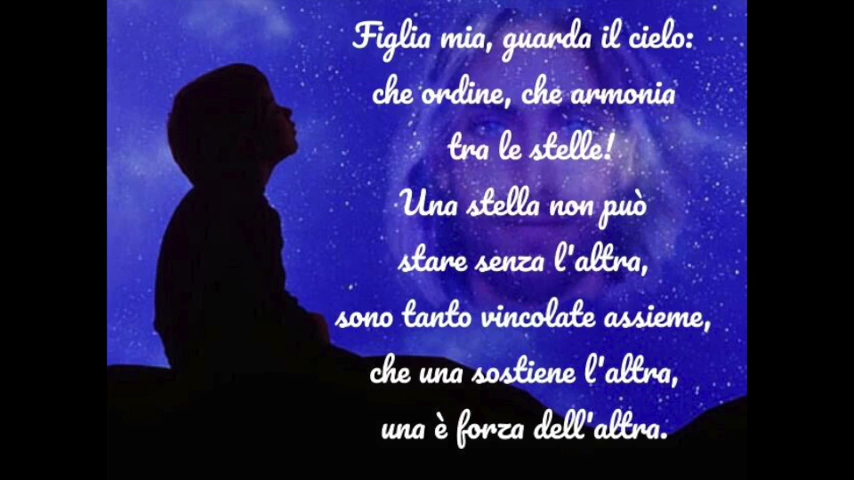 Figlia mia, guarda il cielo:
che ordine, che armonia
tra le stelle!
Una stella non può
stare senza l'altra,
sono tanto vincolate assieme,
che una sostiene l'altra,
una è forza dell'altra.